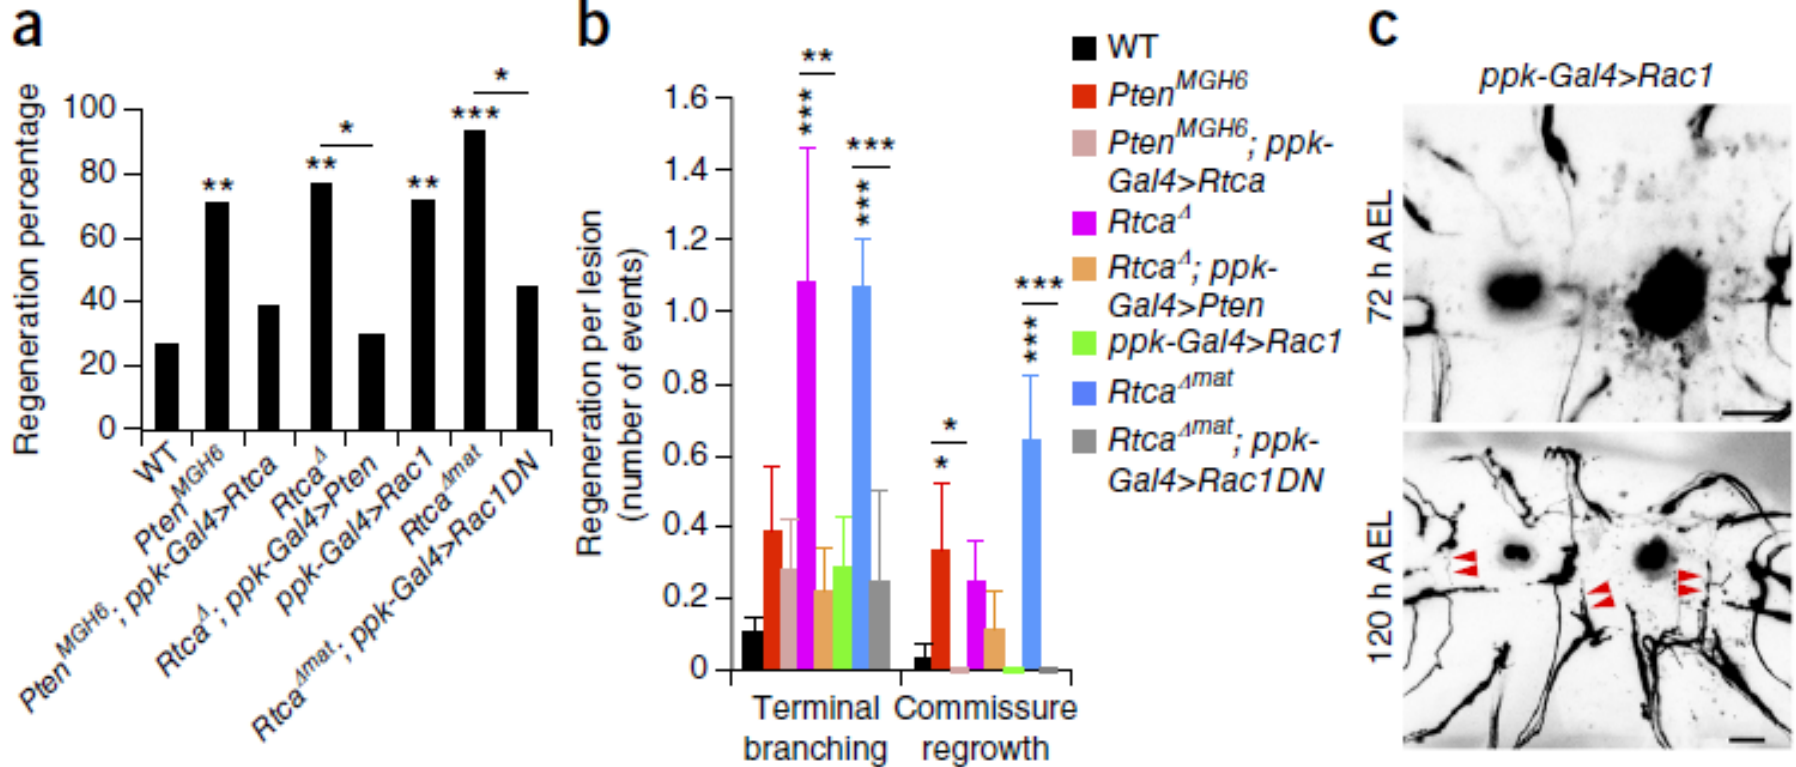 a
Regeneration percentage
100
80
60
40
20
0
**
**
*
**
***
*
WT
Pten^MGH6
Pten^MGH6; ppk-Gal4>Rtca
Rtca^Δ
Rtca^Δ; ppk-Gal4>Pten
ppk-Gal4>Rac1
Rtca^Δmat
Rtca^Δmat; ppk-Gal4>Rac1DN
b
Regeneration per lesion
(number of events)
1.6
1.4
1.2
1.0
0.8
0.6
0.4
0.2
0
**
***
***
***
*
*
***
***
Terminal
branching
Commissure
regrowth
WT
Pten^MGH6
Pten^MGH6; ppk-
Gal4>Rtca
Rtca^Δ
Rtca^Δ; ppk-
Gal4>Pten
ppk-Gal4>Rac1
Rtca^Δmat
Rtca^Δmat; ppk-
Gal4>Rac1DN
c
ppk-Gal4>Rac1
72 h AEL
120 h AEL